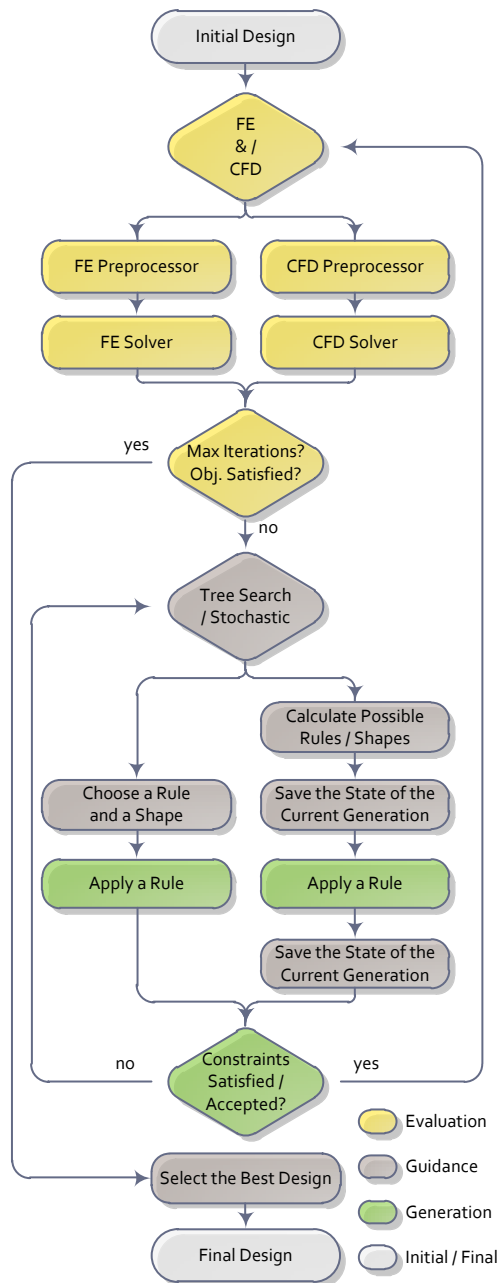 Initial Design
FE
& /
CFD
FE Preprocessor
CFD Preprocessor
FE Solver
CFD Solver
yes
Max Iterations?
Obj. Satisfied?
no
Tree Search
/ Stochastic
Calculate Possible
Rules / Shapes
Choose a Rule
and a Shape
Save the State of the
Current Generation
Apply a Rule
Apply a Rule
Save the State of the
Current Generation
no
Constraints
Satisfied /
Accepted?
yes
Evaluation
Guidance
Generation
Initial / Final
Select the Best Design
Final Design